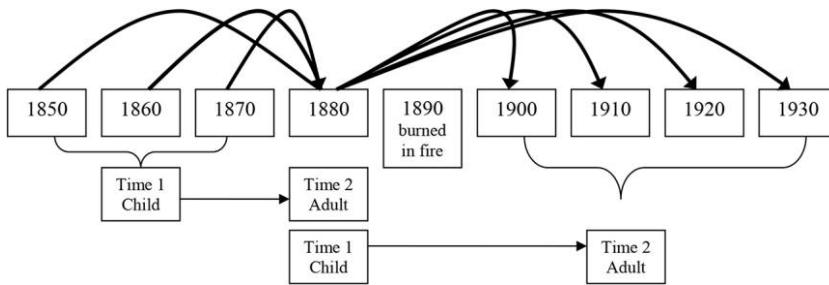 1850
1860
1870
1880
1890
burned
in fire
1900
1910
1920
1930
Time 1
Child
Time 2
Adult
Time 1
Child
Time 2
Adult